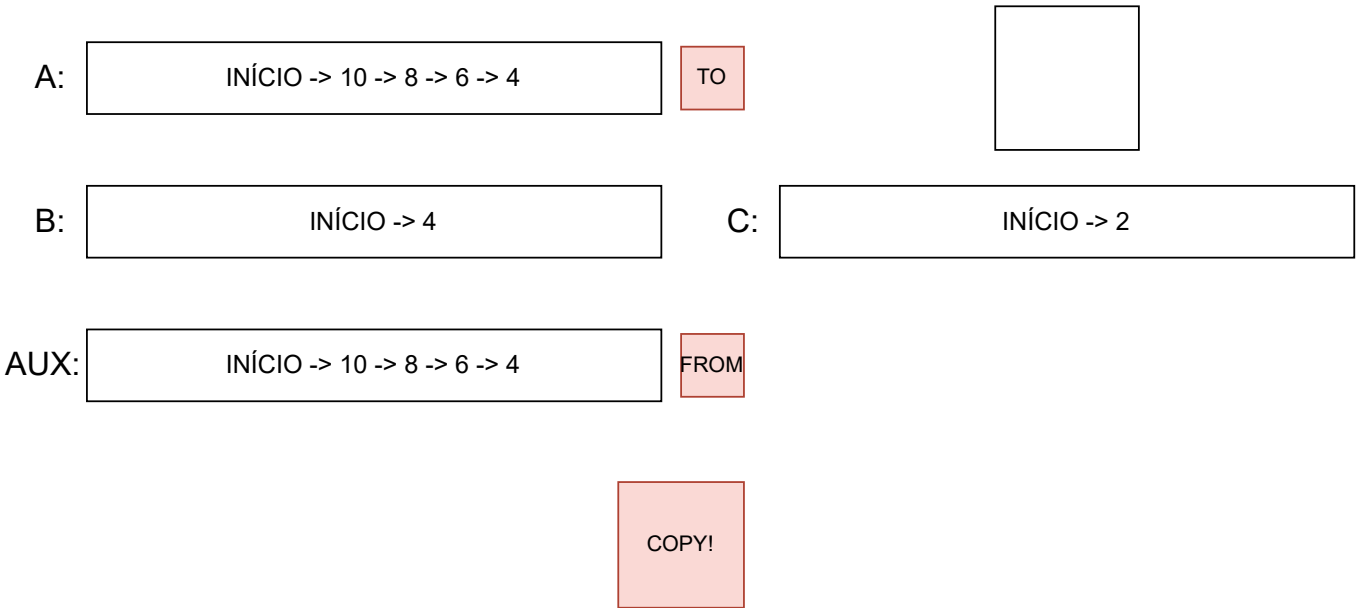 A: INÍCIO -> 10 -> 8 -> 6 -> 4 TO
B: INÍCIO -> 4 C: INÍCIO -> 2
AUX: INÍCIO -> 10 -> 8 -> 6 -> 4 FROM
COPY!